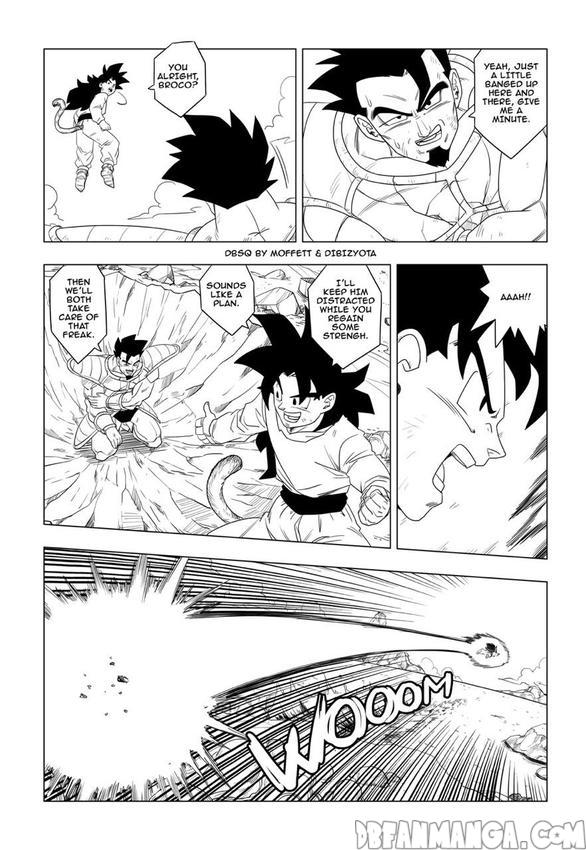 YOU
ALRIGHT,
BROCO?
YEAH, JUST
A LITTLE
BANGED UP
HERE AND
THERE, GIVE
ME A
MINUTE.
DBSQ BY MOFFETT & DIBIZYOTA
THEN
WE'LL
BOTH
TAKE
CARE OF
THAT
FREAK.
SOUNDS
LIKE A
PLAN.
I'LL
KEEP HIM
DISTRACTED
WHILE YOU
REGAIN
SOME
STRENGH.
AAAH!!
WOOOM
DBFANMANGA.COM